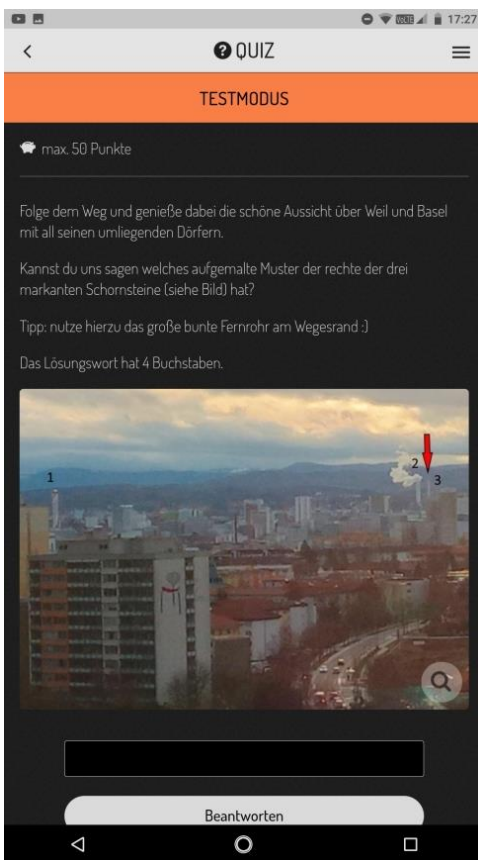 17:27
QUIZ
TESTMODUS
max. 50 Punkte
Folge dem Weg und genieße dabei die schöne Aussicht über Weil und Basel
mit all seinen umliegenden Dörfern.
Kannst du uns sagen welches aufgemalte Muster der rechte der drei
markanten Schornsteine (siehe Bild) hat?
Tipp: nutze hierzu das große bunte Fernrohr am Wegesrand :)
Das Lösungswort hat 4 Buchstaben.
1
2
3
Beantworten